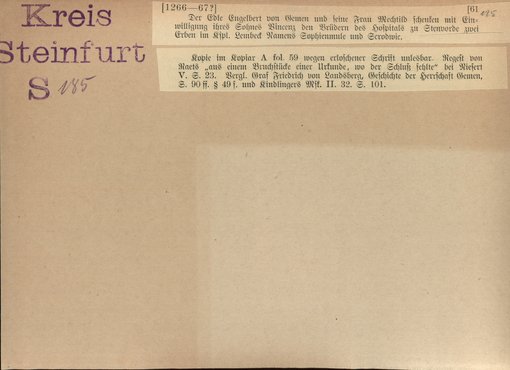 Kreis
Steinfurt
S 185
[1266—67?] [61
185
Der Edle Engelbert von Gemen und seine Frau Mechtild schenken mit Ein-
willigung ihres Sohnes Vincenz den Brüdern des Hospitals zu Stenvorde zwei
Erben im Kspl. Lembeck Namens Sophienmule und
Kopie im Kopiar A fol. 59 wegen erloschener Schrift unlesbar. Regest von
Raets „aus einem Bruchstücke einer Urkunde, wo der Schluß fehlte“ bei Niesert
V. S. 23. Vergl. Graf Friedrich von Landsberg, Geschichte der Herrschaft Gemen,
S. 90 ff. § 49 f. und Kindlingers Mst. II. 32. S. 101.